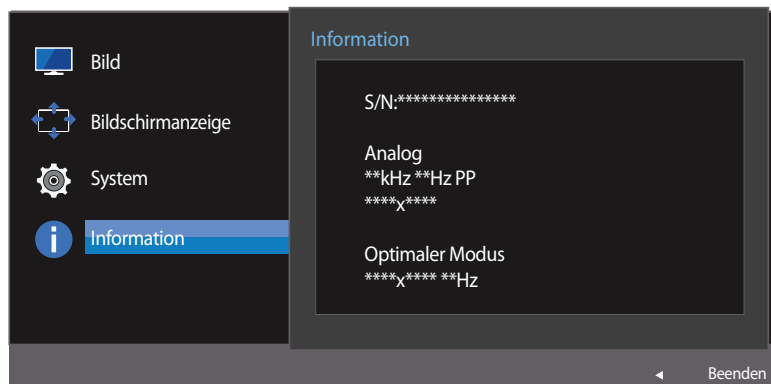 Bild
Bildschirmanzeige
System
Information
Information
S/N:***************
Analog
**kHz **Hz PP
****x****
Optimaler Modus
****x**** **Hz
Beenden